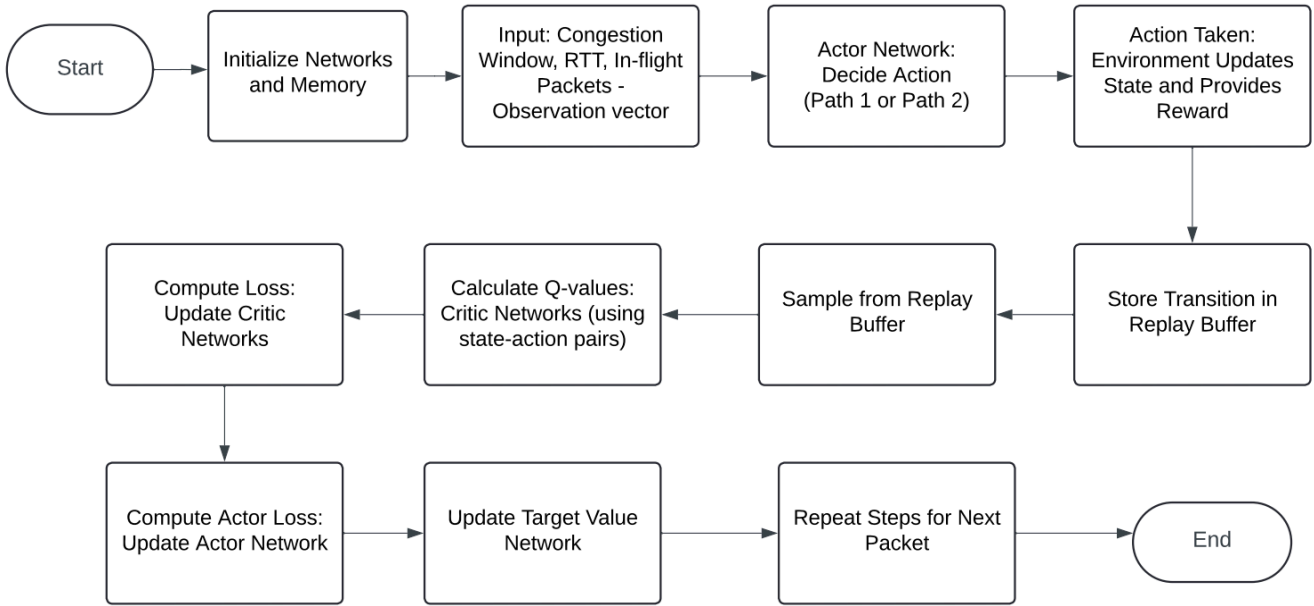 Start
Initialize Networks
and Memory
Input: Congestion
Window, RTT, In-flight
Packets -
Observation vector
Actor Network:
Decide Action
(Path 1 or Path 2)
Action Taken:
Environment Updates
State and Provides
Reward
Store Transition in
Replay Buffer
Sample from Replay
Buffer
Calculate Q-values:
Critic Networks (using
state-action pairs)
Compute Loss:
Update Critic
Networks
Compute Actor Loss:
Update Actor Network
Update Target Value
Network
Repeat Steps for Next
Packet
End